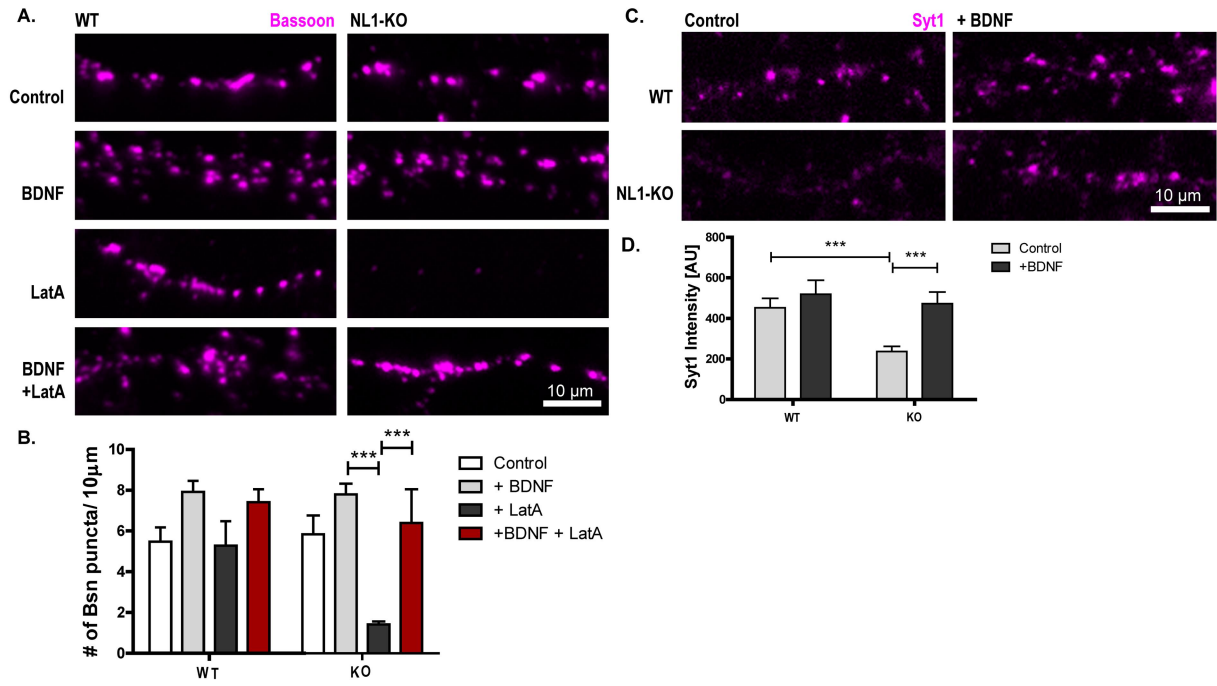 A.
WT Bassoon NL1-KO
Control
BDNF
LatA
BDNF
+LatA
10 µm
B.
# of Bsn puncta/ 10µm
10
8
6
4
2
0
*** ***
WT KO
Control
+ BDNF
+ LatA
+BDNF + LatA
C.
Control Syt1 + BDNF
WT
NL1-KO
10 µm
D.
Syt1 Intensity [AU]
800
600
400
200
0
*** ***
WT KO
Control
+BDNF